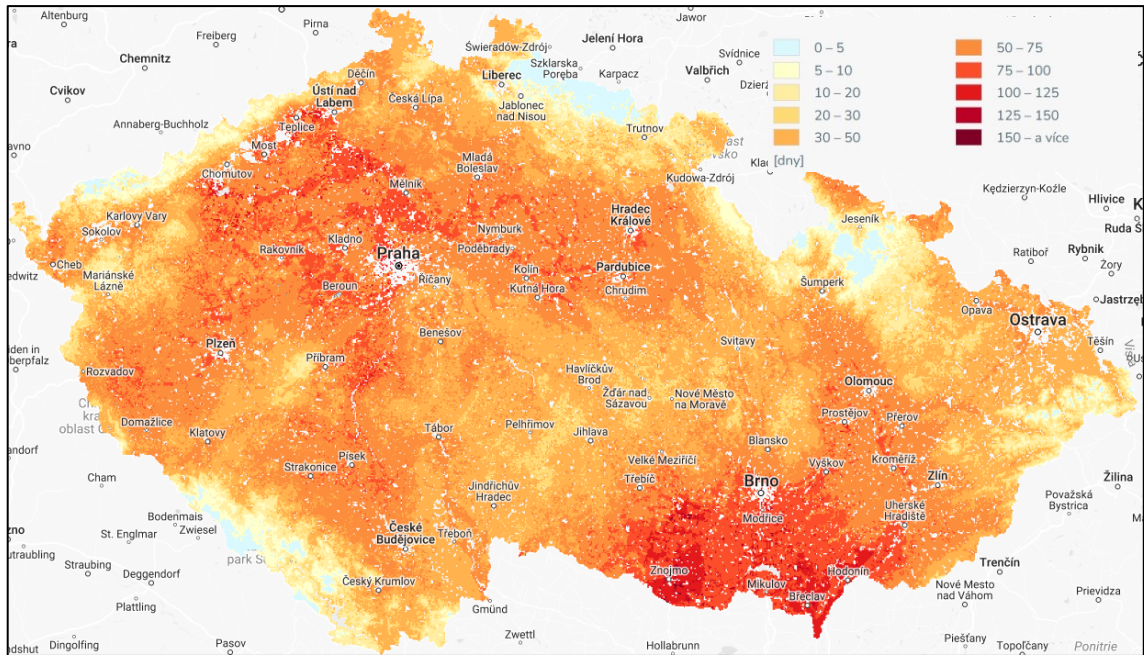 Altenburg
Pirna
Jawor
Freiberg
Chemnitz
Świeradów-Zdrój
Jelení Hora
Svídnice
Szklarska
Poręba
Karpacz
Valbřich
Dzierż
Cvikov
Děčín
Liberec
Ústí nad
Labem
Česká Lípa
Jablonec
nad Nisou
Annaberg-Buchholz
Teplice
Trutnov
Most
Chomutov
Mladá
Boleslav
Kudowa-Zdrój
Mělník
Karlovy Vary
Sokolov
Hradec
Králové
Jeseník
Kędzierzyn-Koźle
Hlivice
Ruda
Rakovník
Kladno
Nymburk
Poděbrady
Praha
Cheb
Mariánské
Lázně
Beroun
Říčany
Kolín
Kutná Hora
Pardubice
Chrudim
Šumperk
Ratiboř
Rybnik
Żory
Opava
Ostrava
Jastrzęb
Těšín
Plzeň
Benešov
Svitavy
Rozvadov
Příbram
Havlíčkův
Brod
Žďár nad
Sázavou
Nové Město
na Moravě
Olomouc
Domažlice
Klatovy
Tábor
Pelhřimov
Jihlava
Prostějov
Přerov
Blansko
Cham
Strakonice
Písek
Velké Meziříčí
Třebíč
Vyškov
Kroměříž
Zlín
Žilina
Brno
Jindřichův
Hradec
Modřice
Uherské
Hradiště
Považská
Bystrica
Bodenmais
Zwiesel
St. Englmar
České
Budějovice
Třeboň
Straubing
Deggendorf
Český Krumlov
Znojmo
Mikulov
Hodonín
Břeclav
Trenčín
Nové Mesto
nad Váhom
Prievidza
Plattling
Gmünd
Zwettl
Dingolfing
Pasov
Hollabrunn
Piešťany
Topoľčany
Ponitrie
0 – 5
5 – 10
10 – 20
20 – 30
30 – 50
[dny]
50 – 75
75 – 100
100 – 125
125 – 150
150 – a více